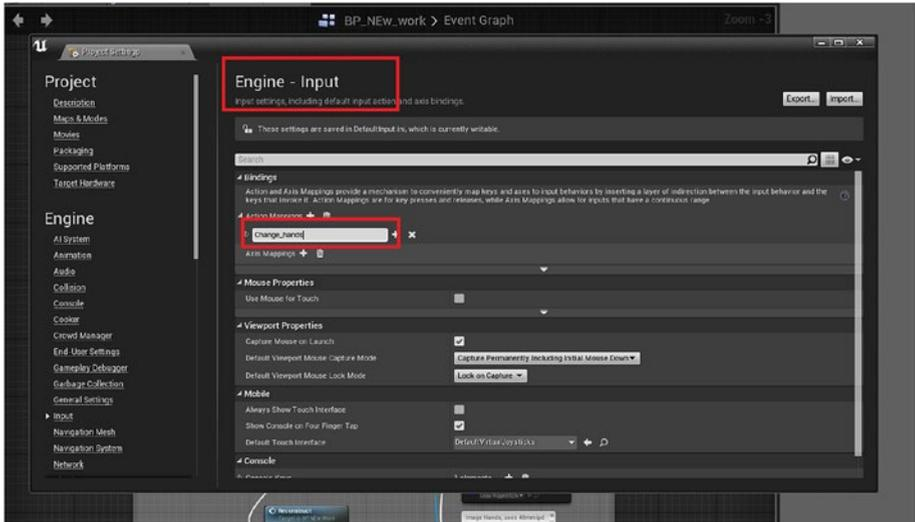 BP_NEw_work > Event Graph
Zoom -3
Project Settings
Project
Description
Maps & Modes
Movies
Packaging
Supported Platforms
Target Hardware
Engine
AI System
Animation
Audio
Collision
Console
Cooker
Crowd Manager
End-User Settings
Gameplay Debugger
Garbage Collection
General Settings
Input
Navigation Mesh
Navigation System
Network
Engine - Input
Input settings, including default input action and axis bindings.
Export...
Import...
These settings are saved in DefaultInput.ini, which is currently writable.
Search
Bindings
Action and Axis Mappings provide a mechanism to conveniently map keys and axes to input behaviors by inserting a layer of indirection between the input behavior and the
keys that invoke it. Action Mappings are for key presses and releases, while Axis Mappings allow for inputs that have a continuous range
Action Mappings
Change_hands
Axis Mappings
Mouse Properties
Use Mouse for Touch
Viewport Properties
Capture Mouse on Launch
Default Viewport Mouse Capture Mode
Capture Permanently Including Initial Mouse Down
Default Viewport Mouse Lock Mode
Lock on Capture
Mobile
Always Show Touch Interface
Show Console on Four Finger Tap
Default Touch Interface
DefaultVirtualJoysticks
Console
Console Keys
1 elements
Reconstruct